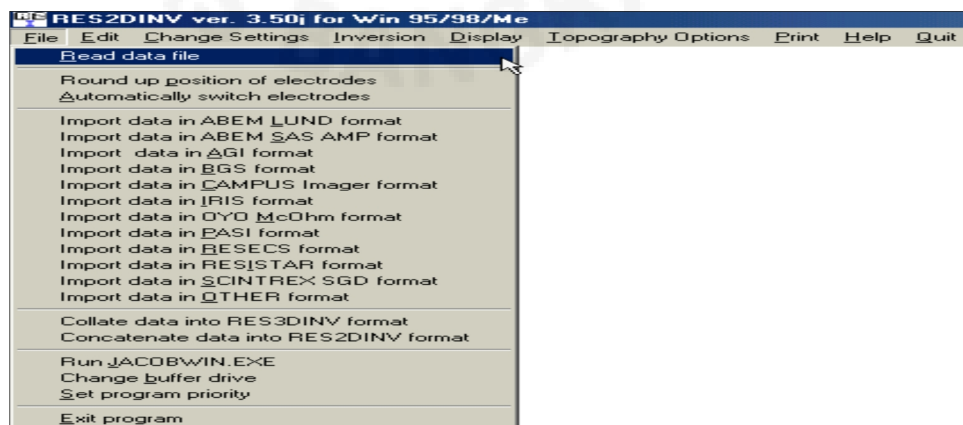 RES2DINV ver. 3.50j for Win 95/98/Me
File Edit Change Settings Inversion Display Topography Options Print Help Quit
Read data file
Round up position of electrodes
Automatically switch electrodes
Import data in ABEM LUND format
Import data in ABEM SAS AMP format
Import data in AGI format
Import data in BGS format
Import data in CAMPUS Imager format
Import data in IRIS format
Import data in OYO McOhm format
Import data in PASI format
Import data in RESECS format
Import data in RESISTAR format
Import data in SCINTREX SGD format
Import data in OTHER format
Collate data into RES3DINV format
Concatenate data into RES2DINV format
Run JACOBWIN.EXE
Change buffer drive
Set program priority
Exit program